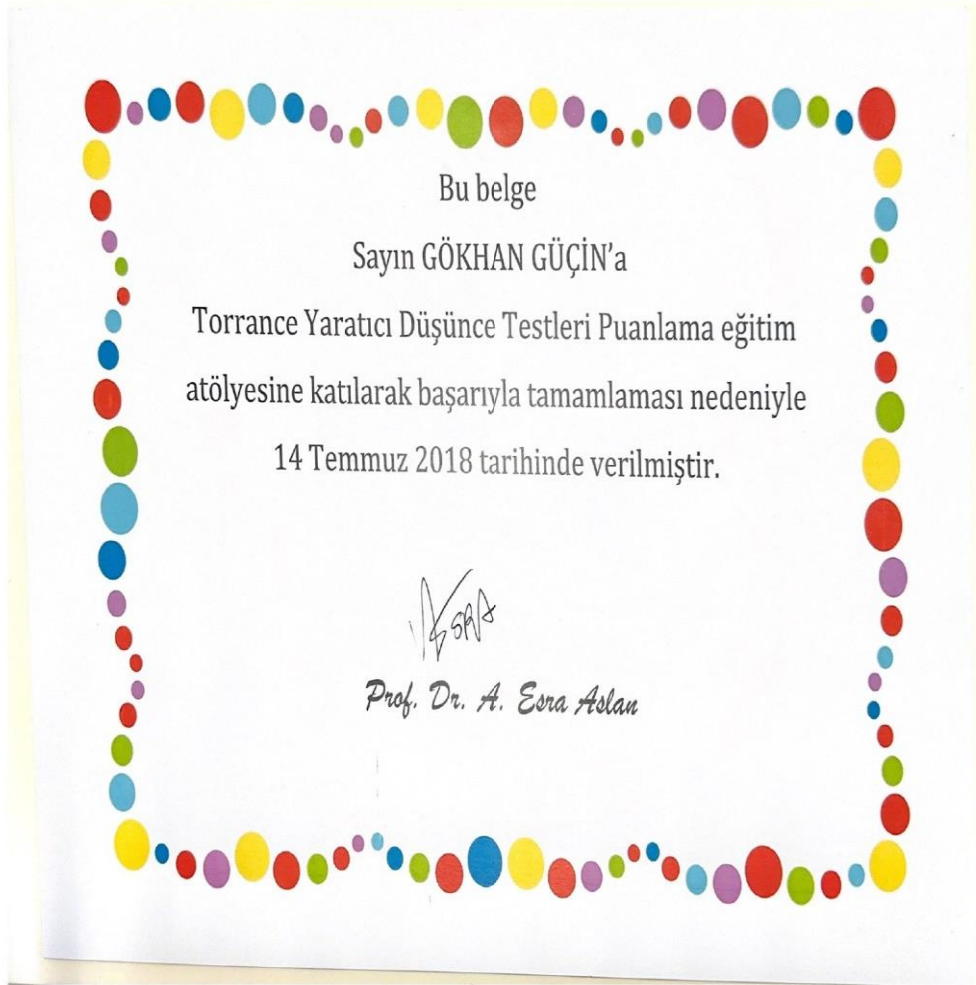 Bu belge
Sayın GÖKHAN GÜÇİN'a
Torrance Yaratıcı Düşünce Testleri Puanlama eğitim
atölyesine katılarak başarıyla tamamlaması nedeniyle
14 Temmuz 2018 tarihinde verilmiştir.
ESRA
Prof. Dr. A. Esra Aslan